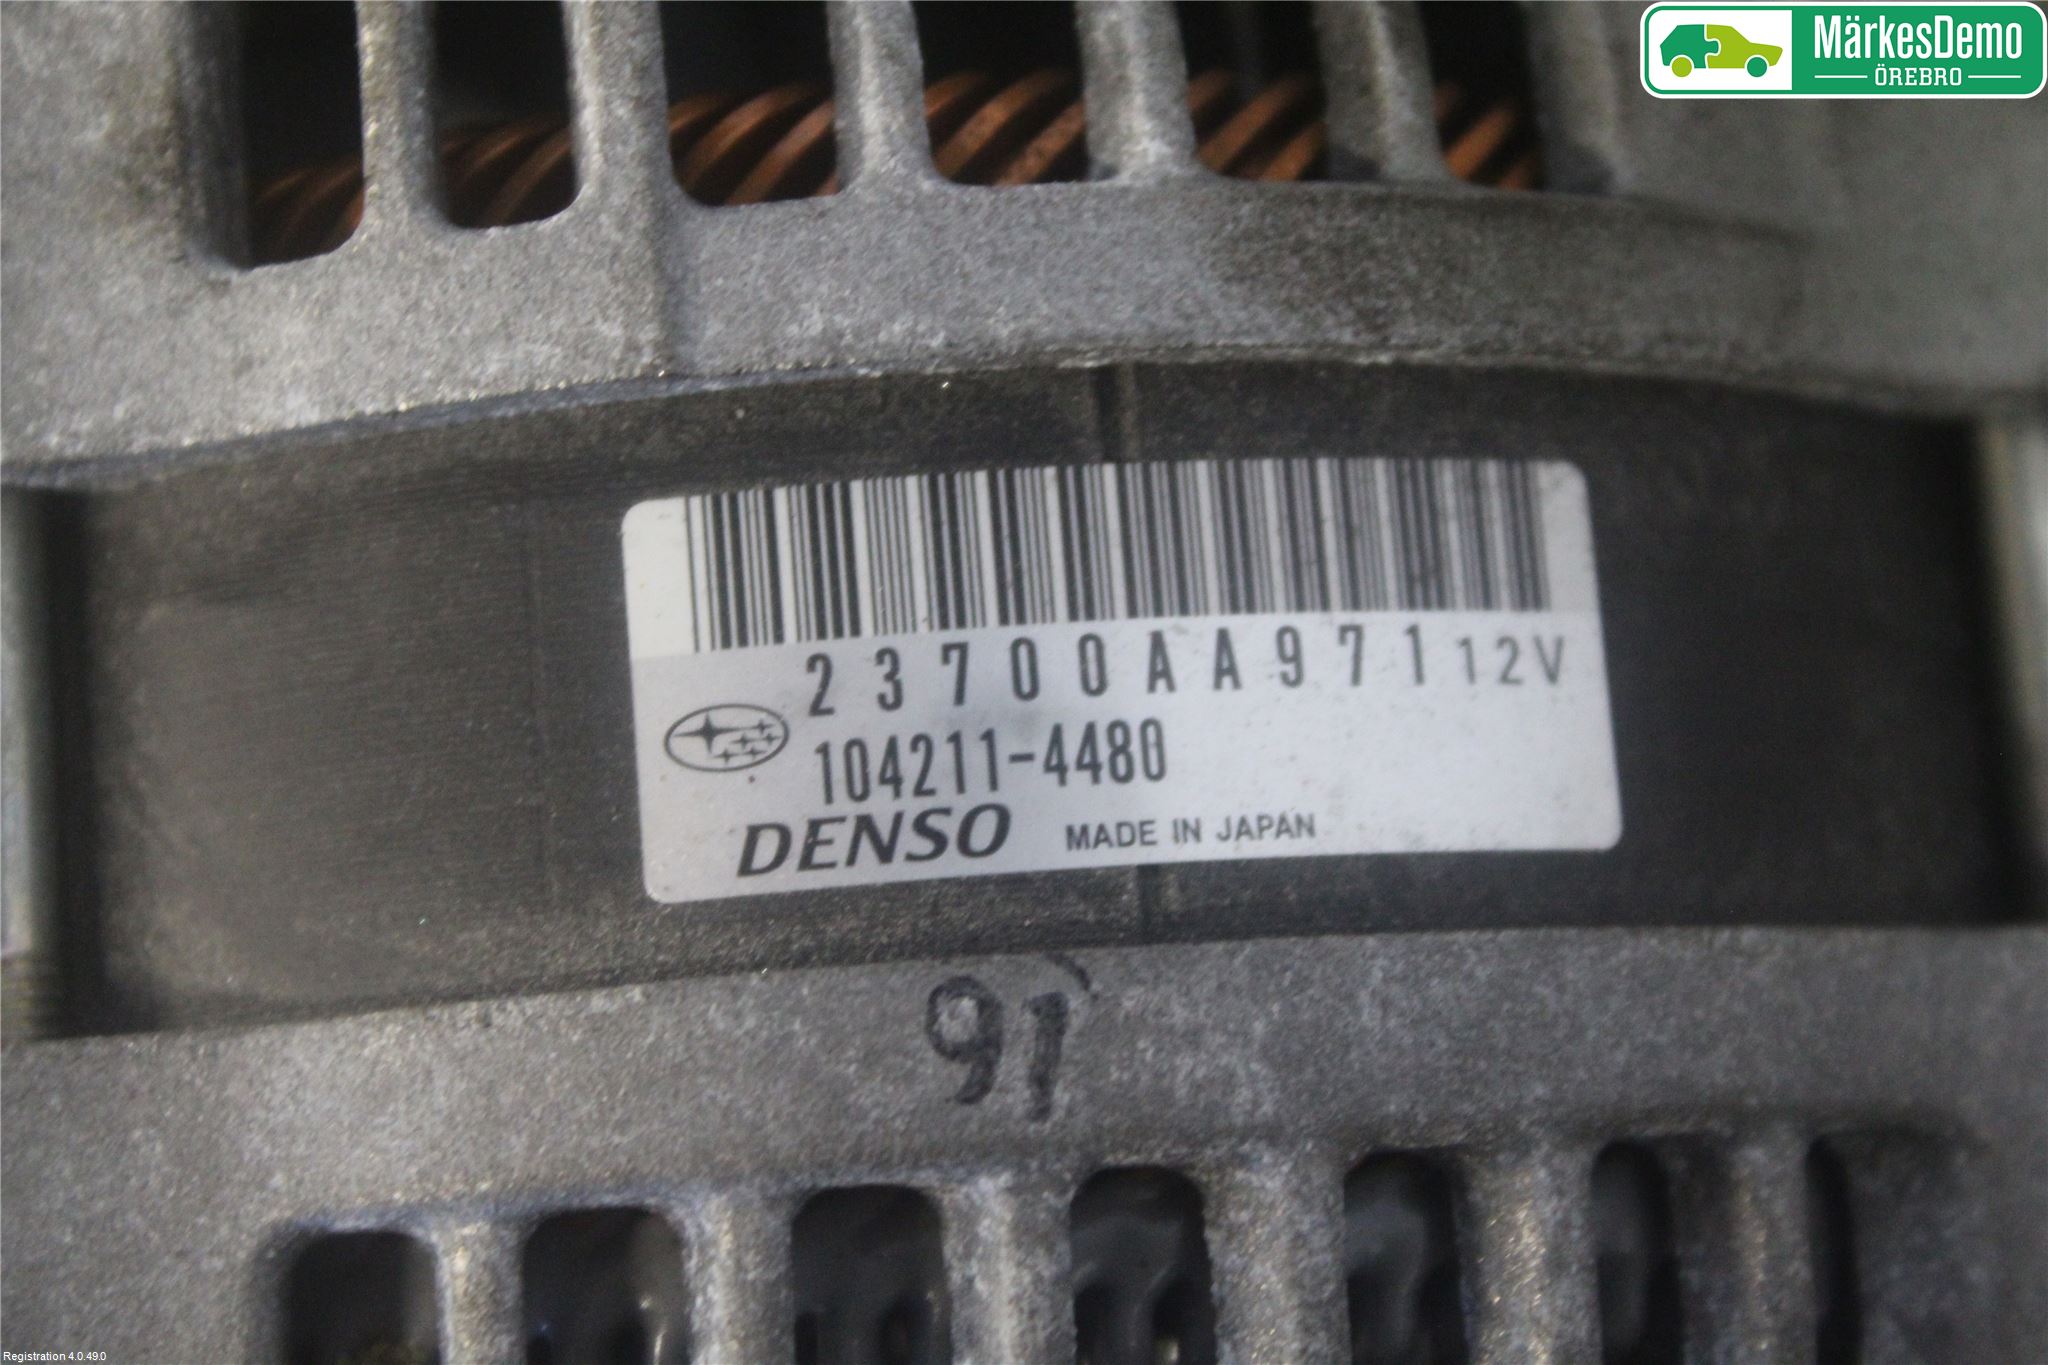 MärkesDemo
ÖREBRO
23700AA971 12V
104211-4480
DENSO MADE IN JAPAN
91
Registration 4.0.49.0